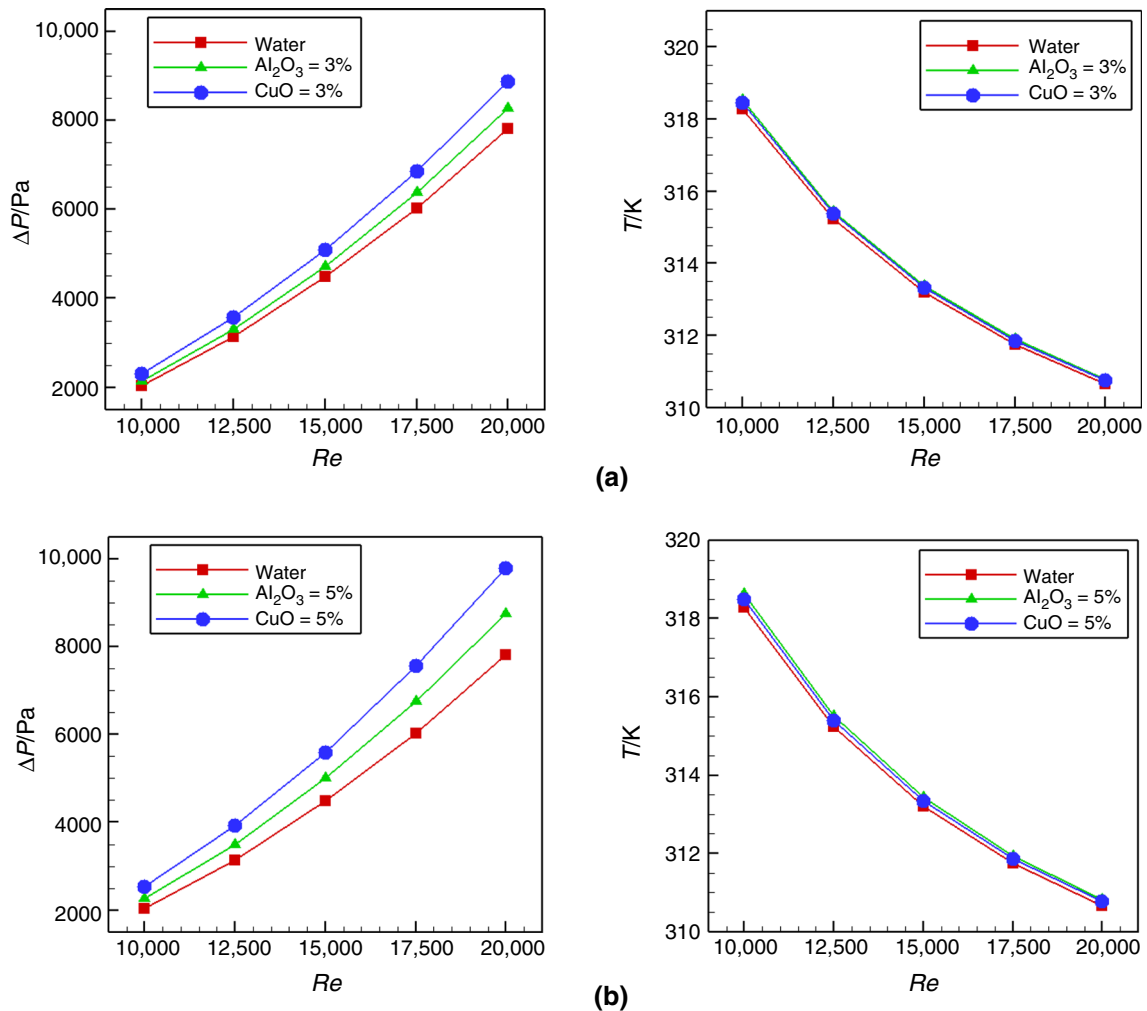 10,000
8000
6000
4000
2000
ΔP/Pa
Water
Al₂O₃ = 3%
CuO = 3%
10,000 12,500 15,000 17,500 20,000
Re
320
318
316
314
312
310
T/K
Water
Al₂O₃ = 3%
CuO = 3%
10,000 12,500 15,000 17,500 20,000
Re
(a)
10,000
8000
6000
4000
2000
ΔP/Pa
Water
Al₂O₃ = 5%
CuO = 5%
10,000 12,500 15,000 17,500 20,000
Re
320
318
316
314
312
310
T/K
Water
Al₂O₃ = 5%
CuO = 5%
10,000 12,500 15,000 17,500 20,000
Re
(b)